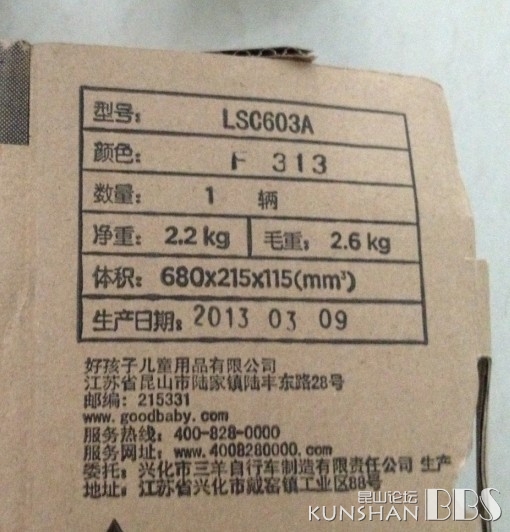 型号: LSC603A
颜色: F 313
数量: 1 辆
净重: 2.2 kg 毛重: 2.6 kg
体积: 680x215x115(mm³)
生产日期: 2013 03 09
好孩子儿童用品有限公司
江苏省昆山市陆家镇陆丰东路28号
邮编: 215331
www.goodbaby.com
服务热线: 400-828-0000
服务网址: www.4008280000.com
委托: 兴化市三羊自行车制造有限责任公司 生产
地址: 江苏省兴化市戴窑镇工业区88号
昆山论坛
KUNSHAN BBS